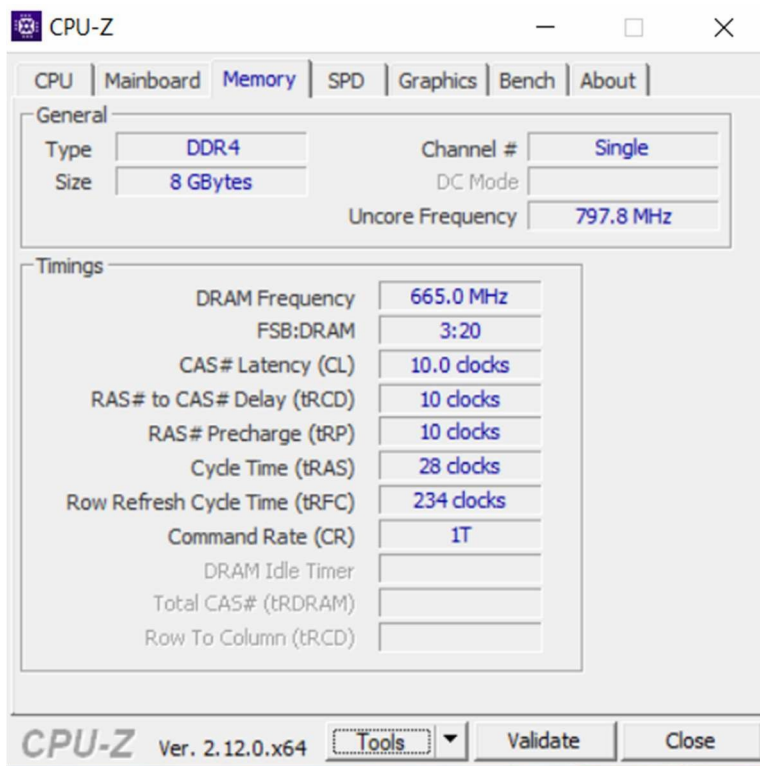 CPU-Z
CPU Mainboard Memory SPD Graphics Bench About
General
Type DDR4 Channel # Single
Size 8 GBytes DC Mode
Uncore Frequency 797.8 MHz
Timings
DRAM Frequency 665.0 MHz
FSB:DRAM 3:20
CAS# Latency (CL) 10.0 clocks
RAS# to CAS# Delay (tRCD) 10 clocks
RAS# Precharge (tRP) 10 clocks
Cycle Time (tRAS) 28 clocks
Row Refresh Cycle Time (tRFC) 234 clocks
Command Rate (CR) 1T
DRAM Idle Timer
Total CAS# (tRDRAM)
Row To Column (tRCD)
CPU-Z Ver. 2.12.0.x64 Tools Validate Close